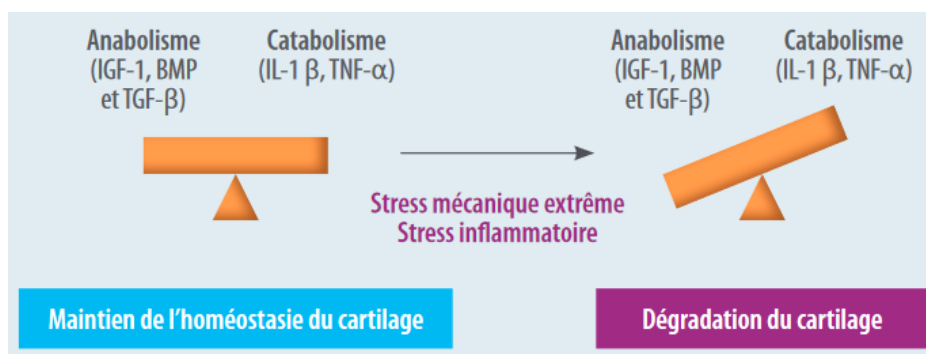 Anabolisme
(IGF-1, BMP
et TGF-β)
Catabolisme
(IL-1 β, TNF-α)
Stress mécanique extrême
Stress inflammatoire
Anabolisme
(IGF-1, BMP
et TGF-β)
Catabolisme
(IL-1 β, TNF-α)
Maintien de l’homéostasie du cartilage
Dégradation du cartilage